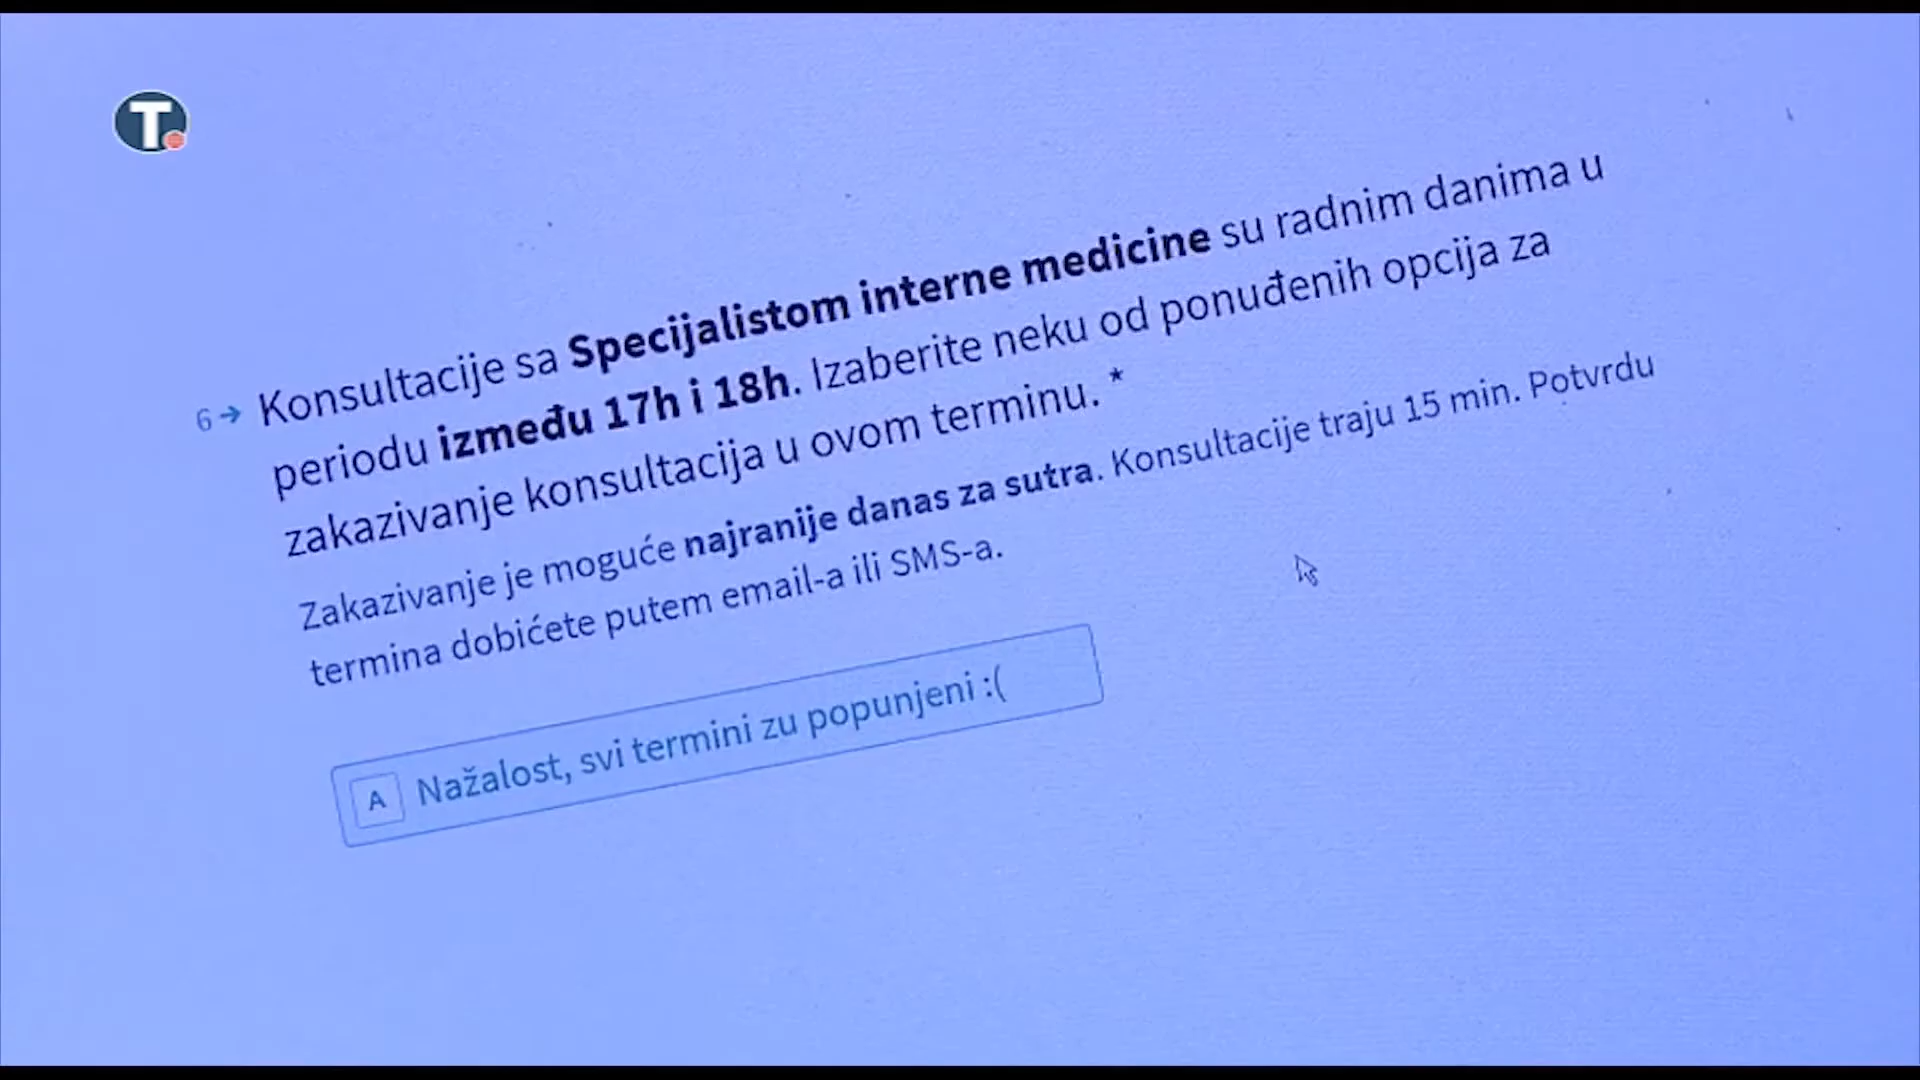 T
6→ Konsultacije sa Specijalistom interne medicine su radnim danima u
periodu između 17h i 18h. Izaberite neku od ponuđenih opcija za
zakazivanje konsultacija u ovom terminu. *
Zakazivanje je moguće najranije danas za sutra. Konsultacije traju 15 min. Potvrdu
termina dobićete putem email-a ili SMS-a.
A Nažalost, svi termini zu popunjeni :(